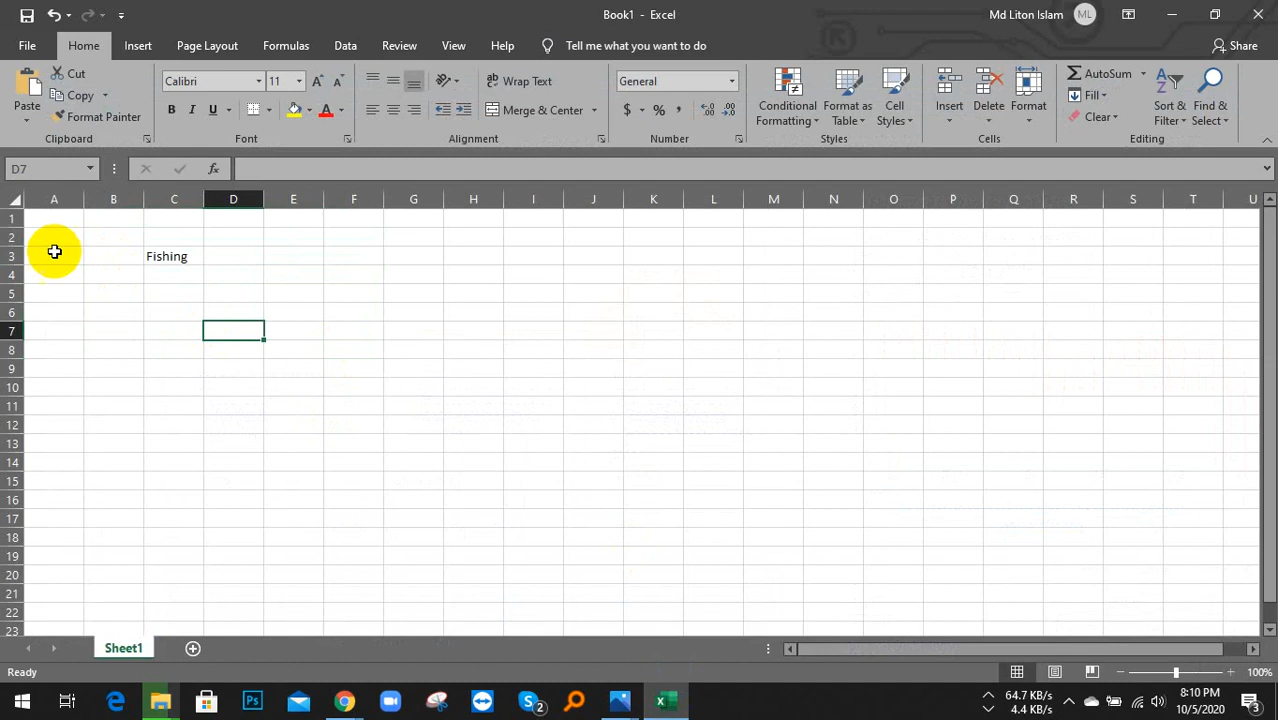 Book1 - Excel
Md Liton Islam
ML
File
Home
Insert
Page Layout
Formulas
Data
Review
View
Help
Tell me what you want to do
Share
Paste
Cut
Copy
Format Painter
Clipboard
Calibri
11
B I U
A A
Font
ab Wrap Text
Merge & Center
Alignment
General
$ % ,
Number
Conditional Formatting
Format as Table
Cell Styles
Styles
Insert
Delete
Format
Cells
AutoSum
Fill
Clear
Sort & Filter
Find & Select
Editing
D7
fx
A B C D E F G H I J K L M N O P Q R S T U
1
2
3 Fishing
4
5
6
7
8
9
10
11
12
13
14
15
16
17
18
19
20
21
22
23
Sheet1
Ready
100%
64.7 KB/s
4.4 KB/s
8:10 PM
10/5/2020
2
3